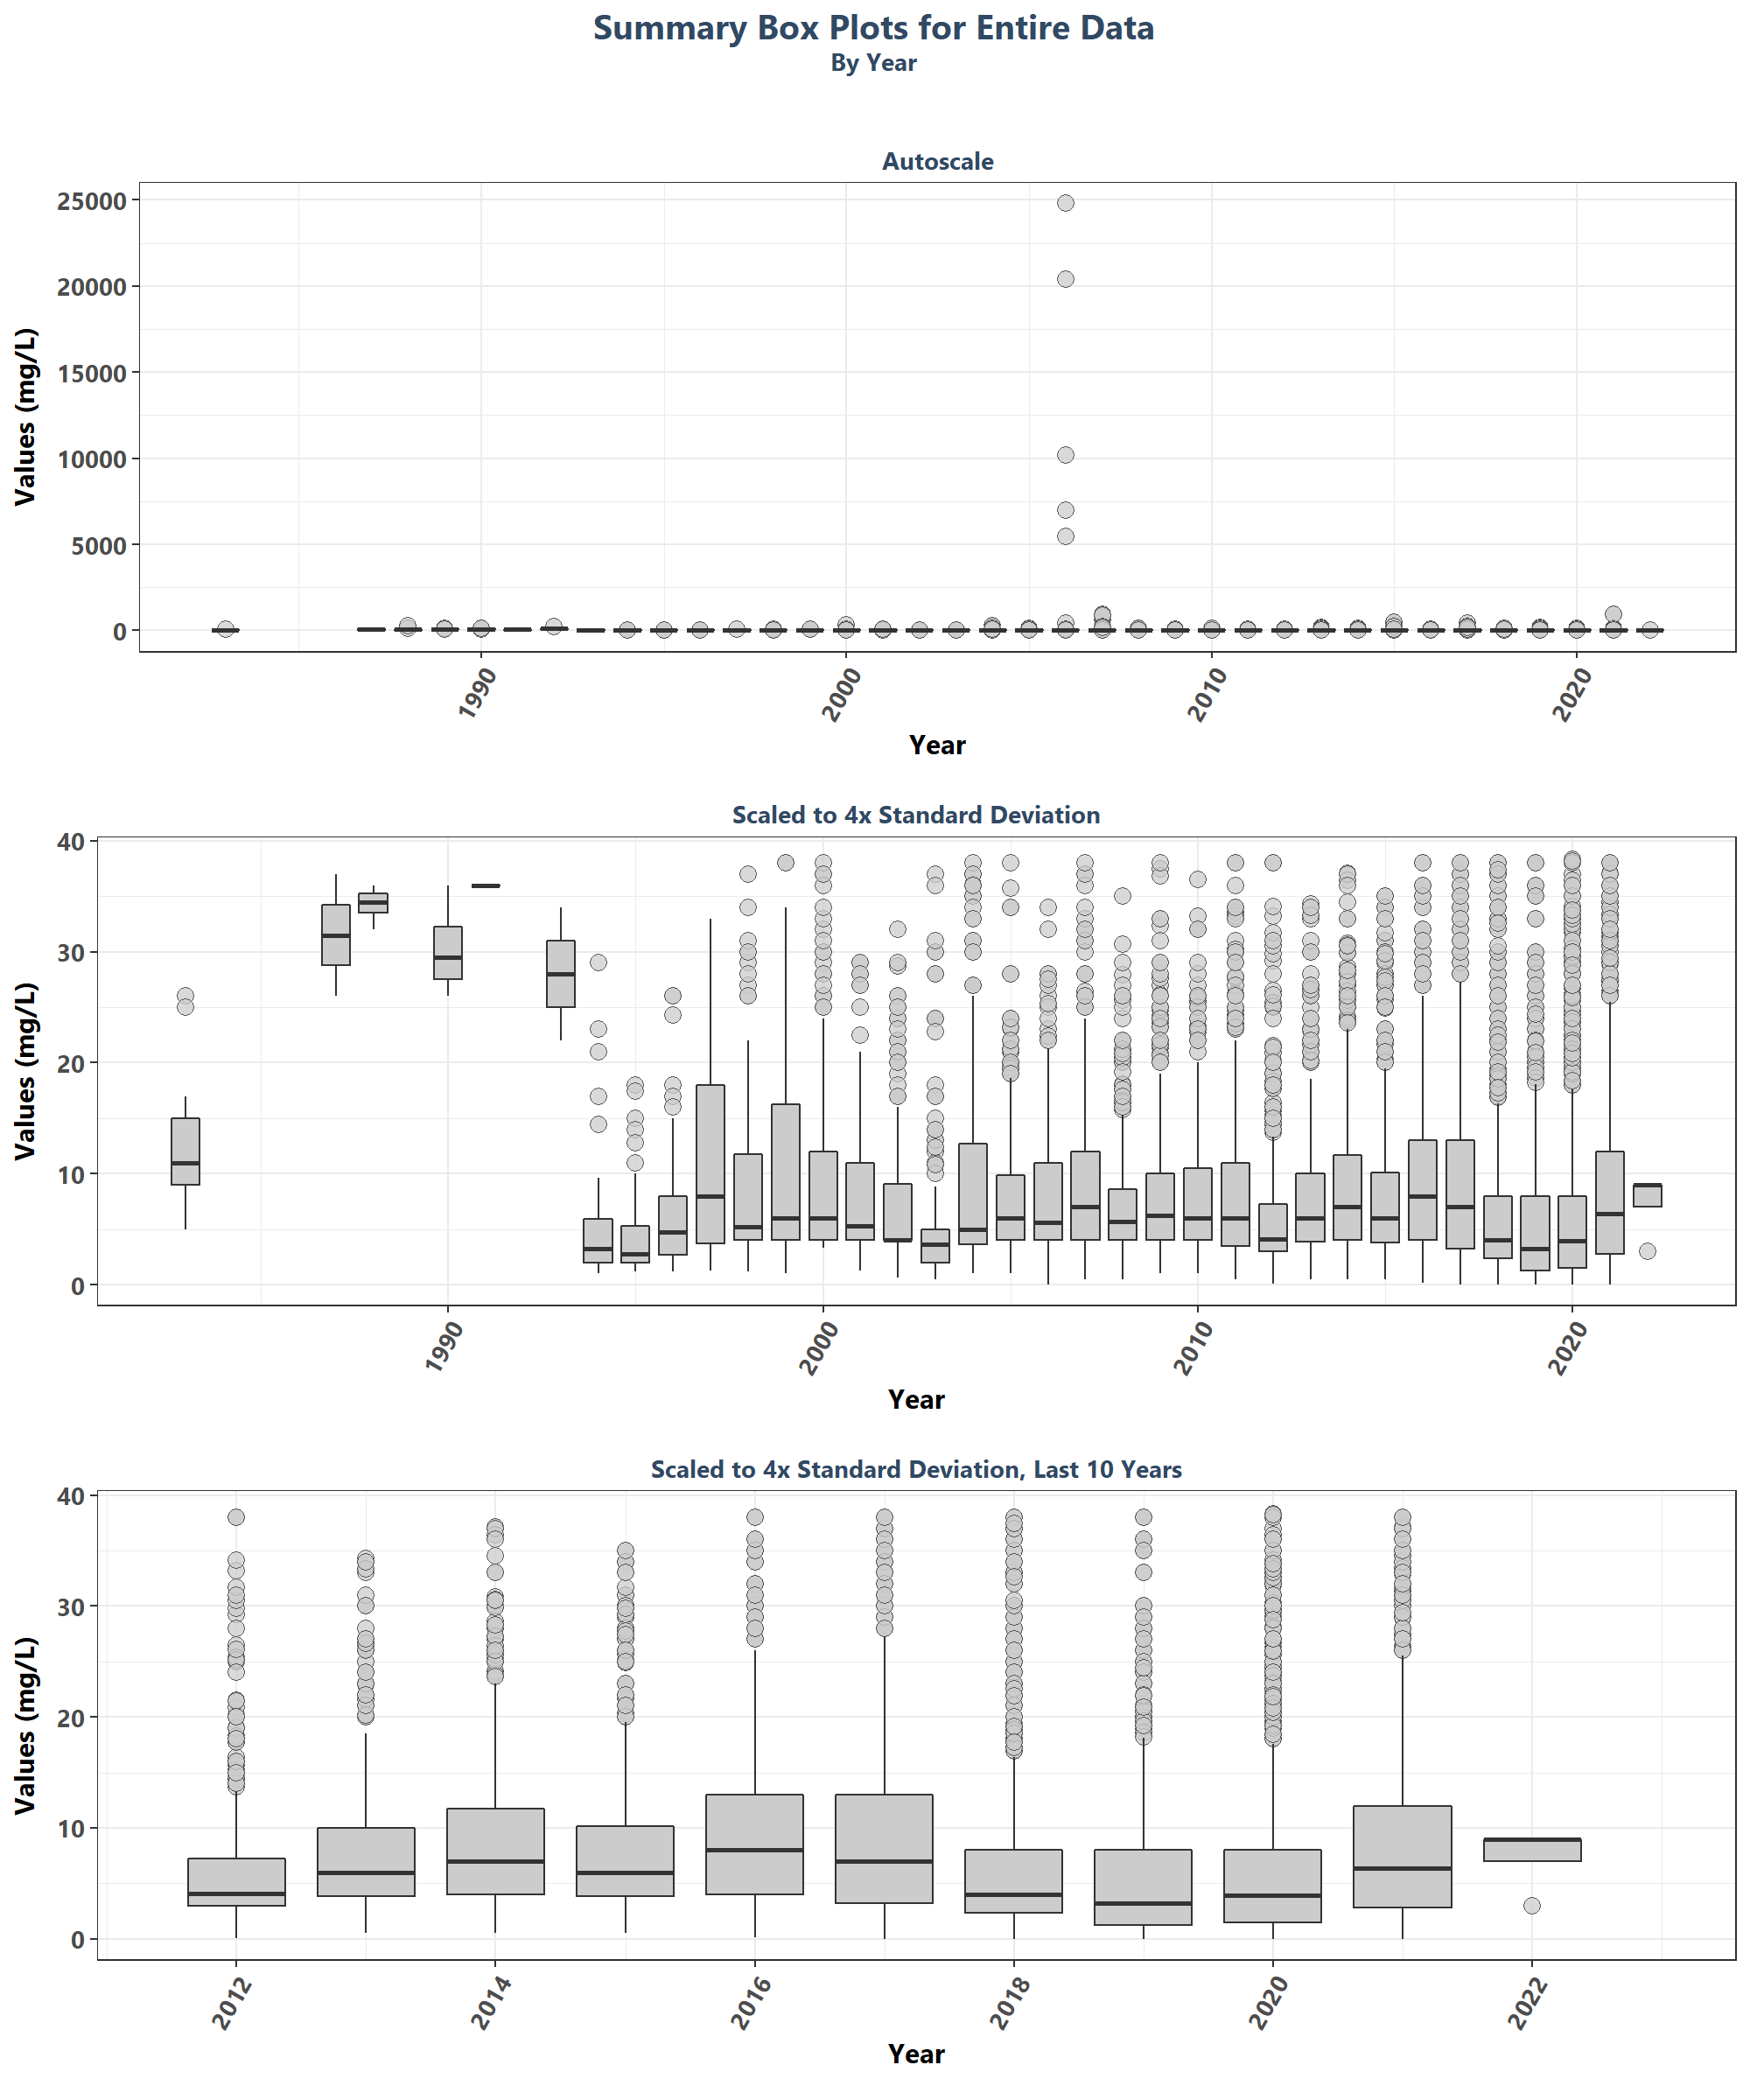 Summary Box Plots for Entire Data
By Year
Autoscale
25000
20000
15000
10000
5000
0
Values (mg/L)
1990
2000
2010
2020
Year
Scaled to 4x Standard Deviation
40
30
20
10
0
Values (mg/L)
1990
2000
2010
2020
Year
Scaled to 4x Standard Deviation, Last 10 Years
40
30
20
10
0
Values (mg/L)
2012
2014
2016
2018
2020
2022
Year